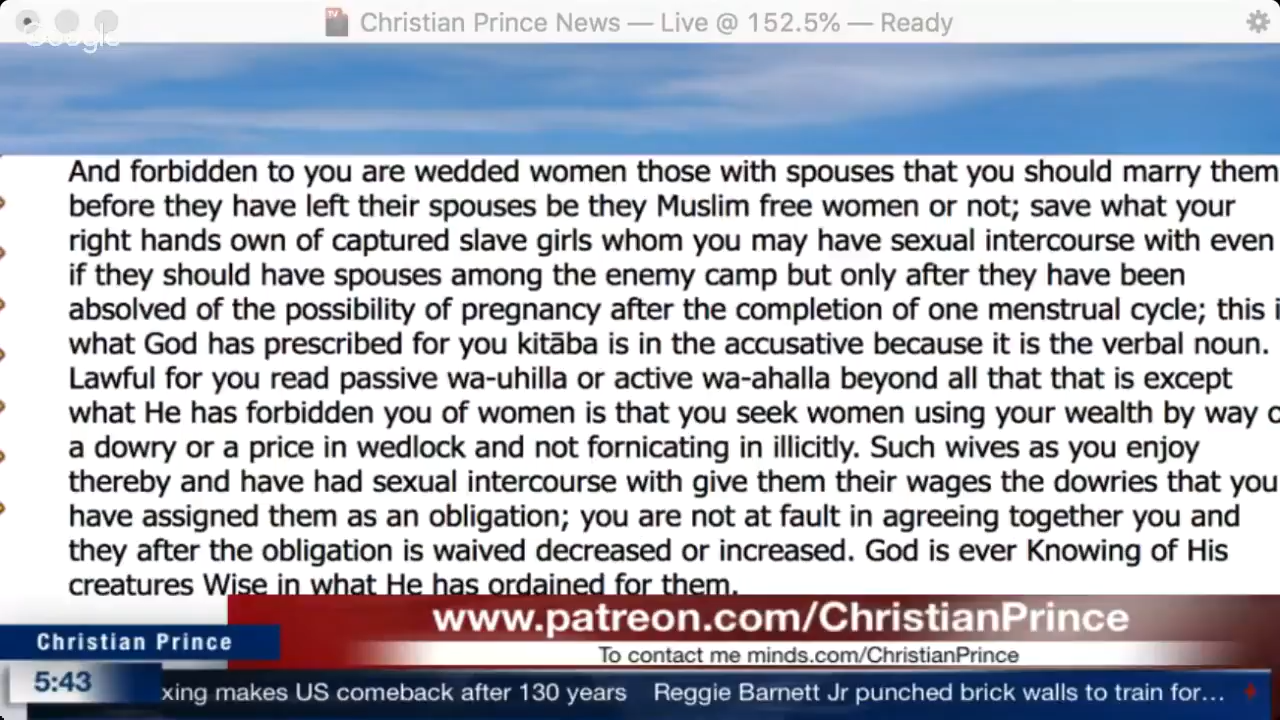 Christian Prince News — Live @ 152.5% — Ready
Google
And forbidden to you are wedded women those with spouses that you should marry them
before they have left their spouses be they Muslim free women or not; save what your
right hands own of captured slave girls whom you may have sexual intercourse with even
if they should have spouses among the enemy camp but only after they have been
absolved of the possibility of pregnancy after the completion of one menstrual cycle; this i
what God has prescribed for you kitāba is in the accusative because it is the verbal noun.
Lawful for you read passive wa-uhilla or active wa-ahalla beyond all that that is except
what He has forbidden you of women is that you seek women using your wealth by way o
a dowry or a price in wedlock and not fornicating in illicitly. Such wives as you enjoy
thereby and have had sexual intercourse with give them their wages the dowries that you
have assigned them as an obligation; you are not at fault in agreeing together you and
they after the obligation is waived decreased or increased. God is ever Knowing of His
creatures Wise in what He has ordained for them.
www.patreon.com/ChristianPrince
Christian Prince
To contact me minds.com/ChristianPrince
5:43
xing makes US comeback after 130 years Reggie Barnett Jr punched brick walls to train for...